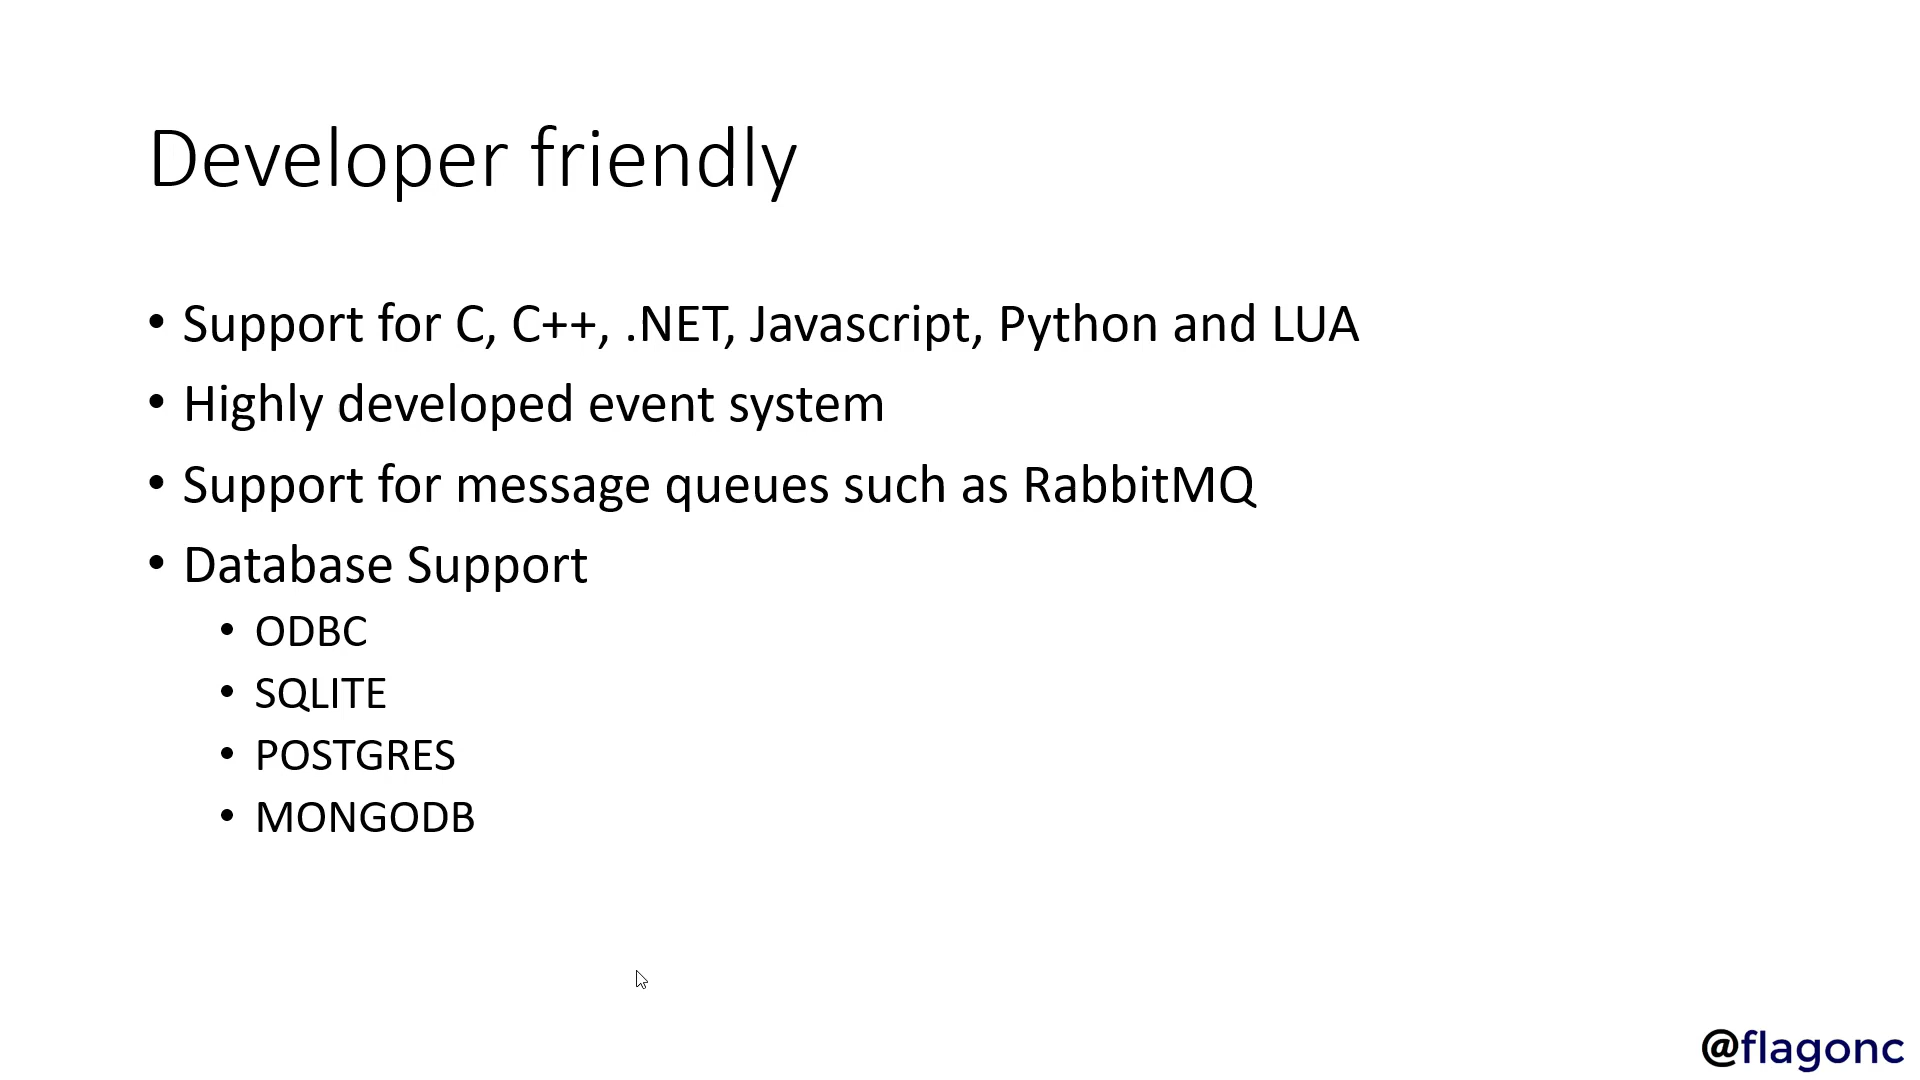 Developer friendly
• Support for C, C++, .NET, Javascript, Python and LUA
• Highly developed event system
• Support for message queues such as RabbitMQ
• Database Support
• ODBC
• SQLITE
• POSTGRES
• MONGODB
@flagonc